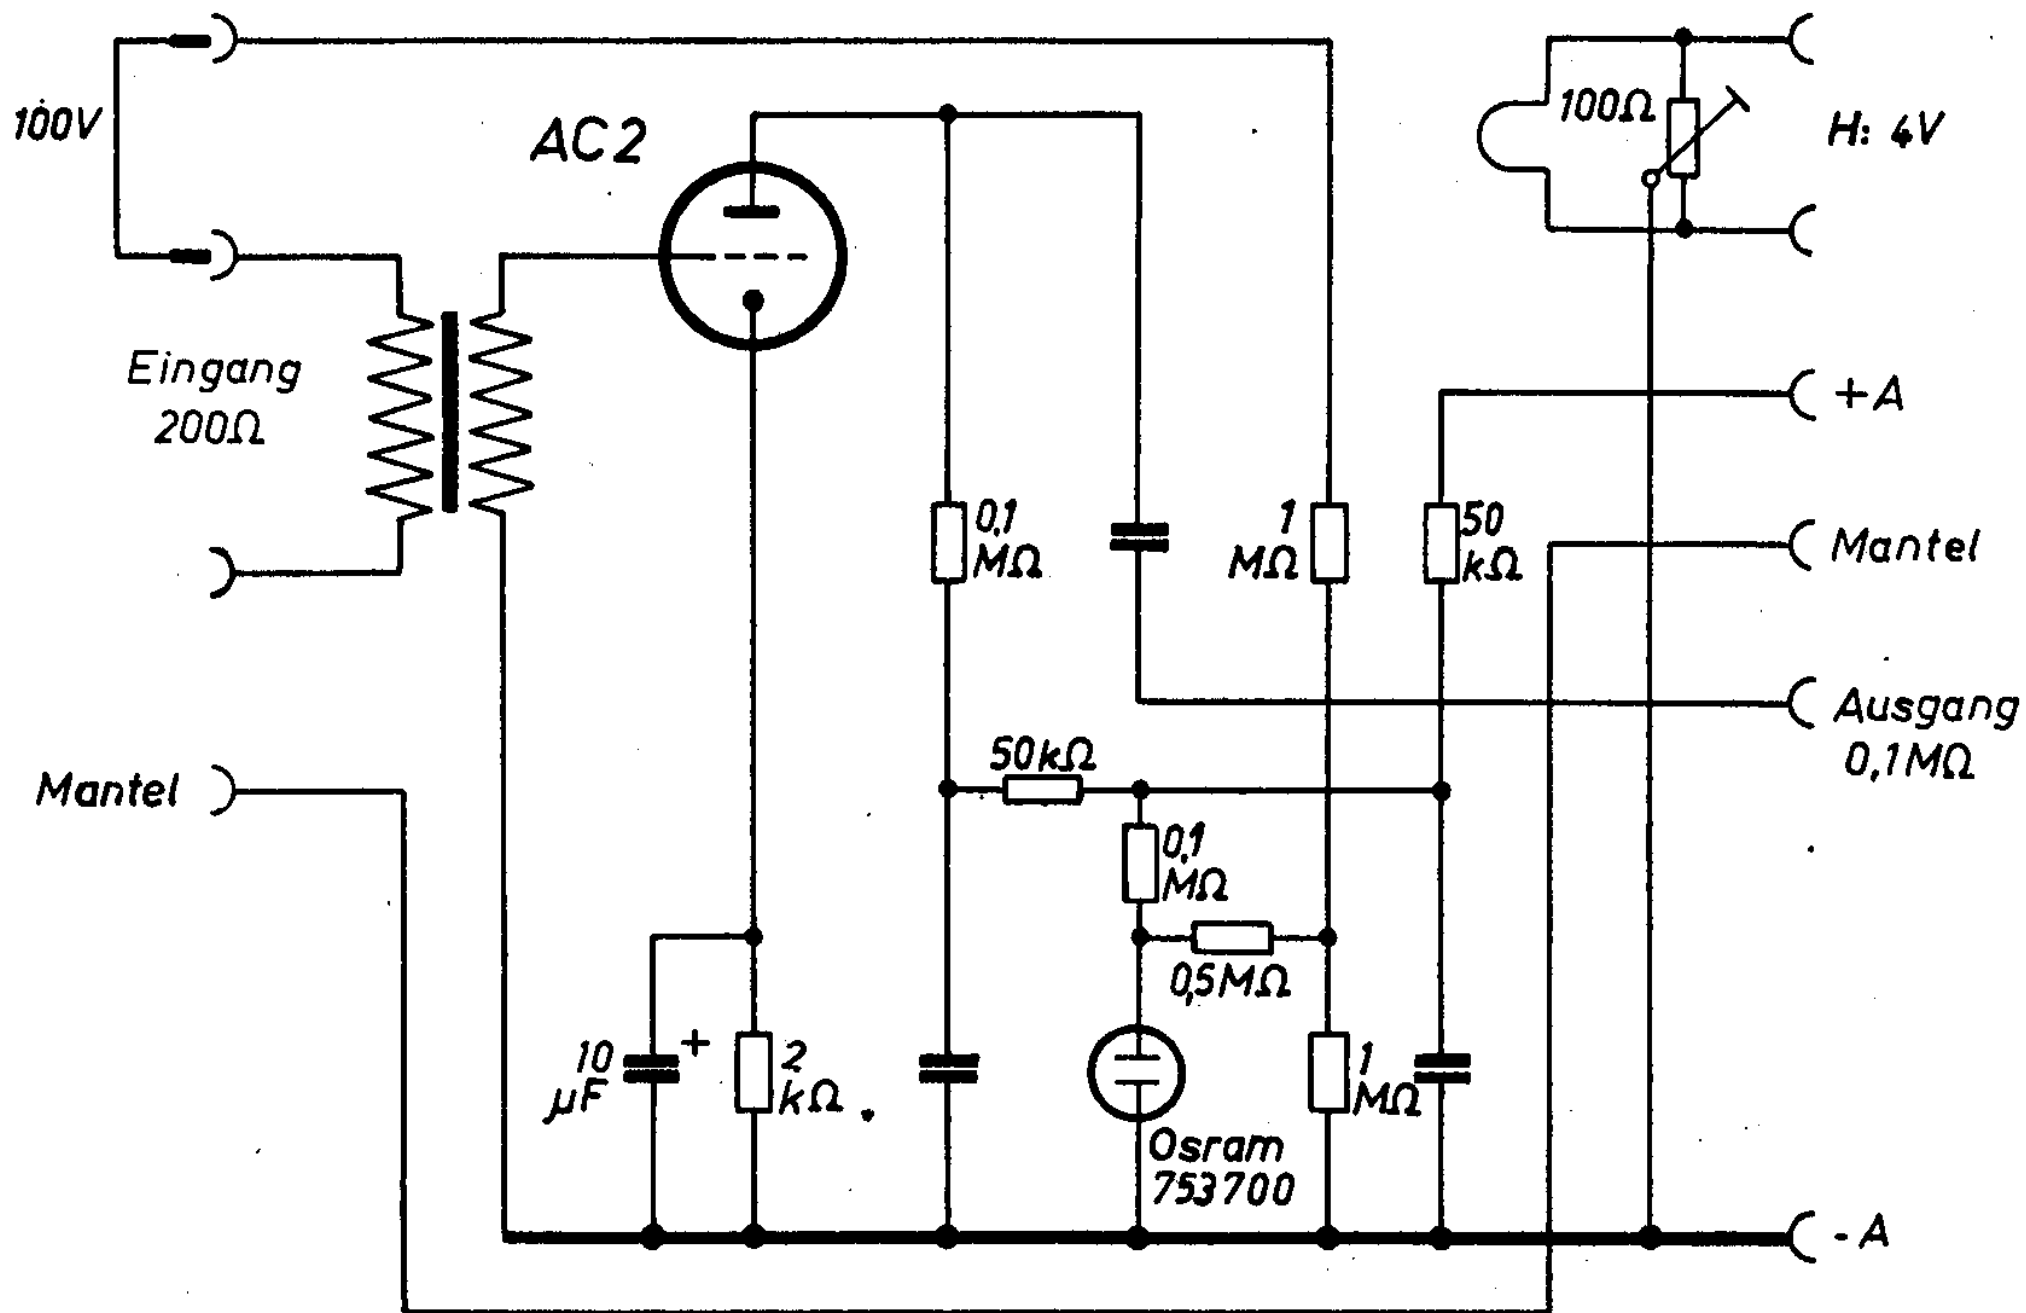 100V
AC2
100Ω
H: 4V
Eingang
200Ω
+A
0,1
MΩ
1
MΩ
50
kΩ
Mantel
Ausgang
0,1MΩ
50kΩ
Mantel
0,1
MΩ
0,5MΩ
10
µF
+
2
kΩ
1
MΩ
Osram
753700
-A